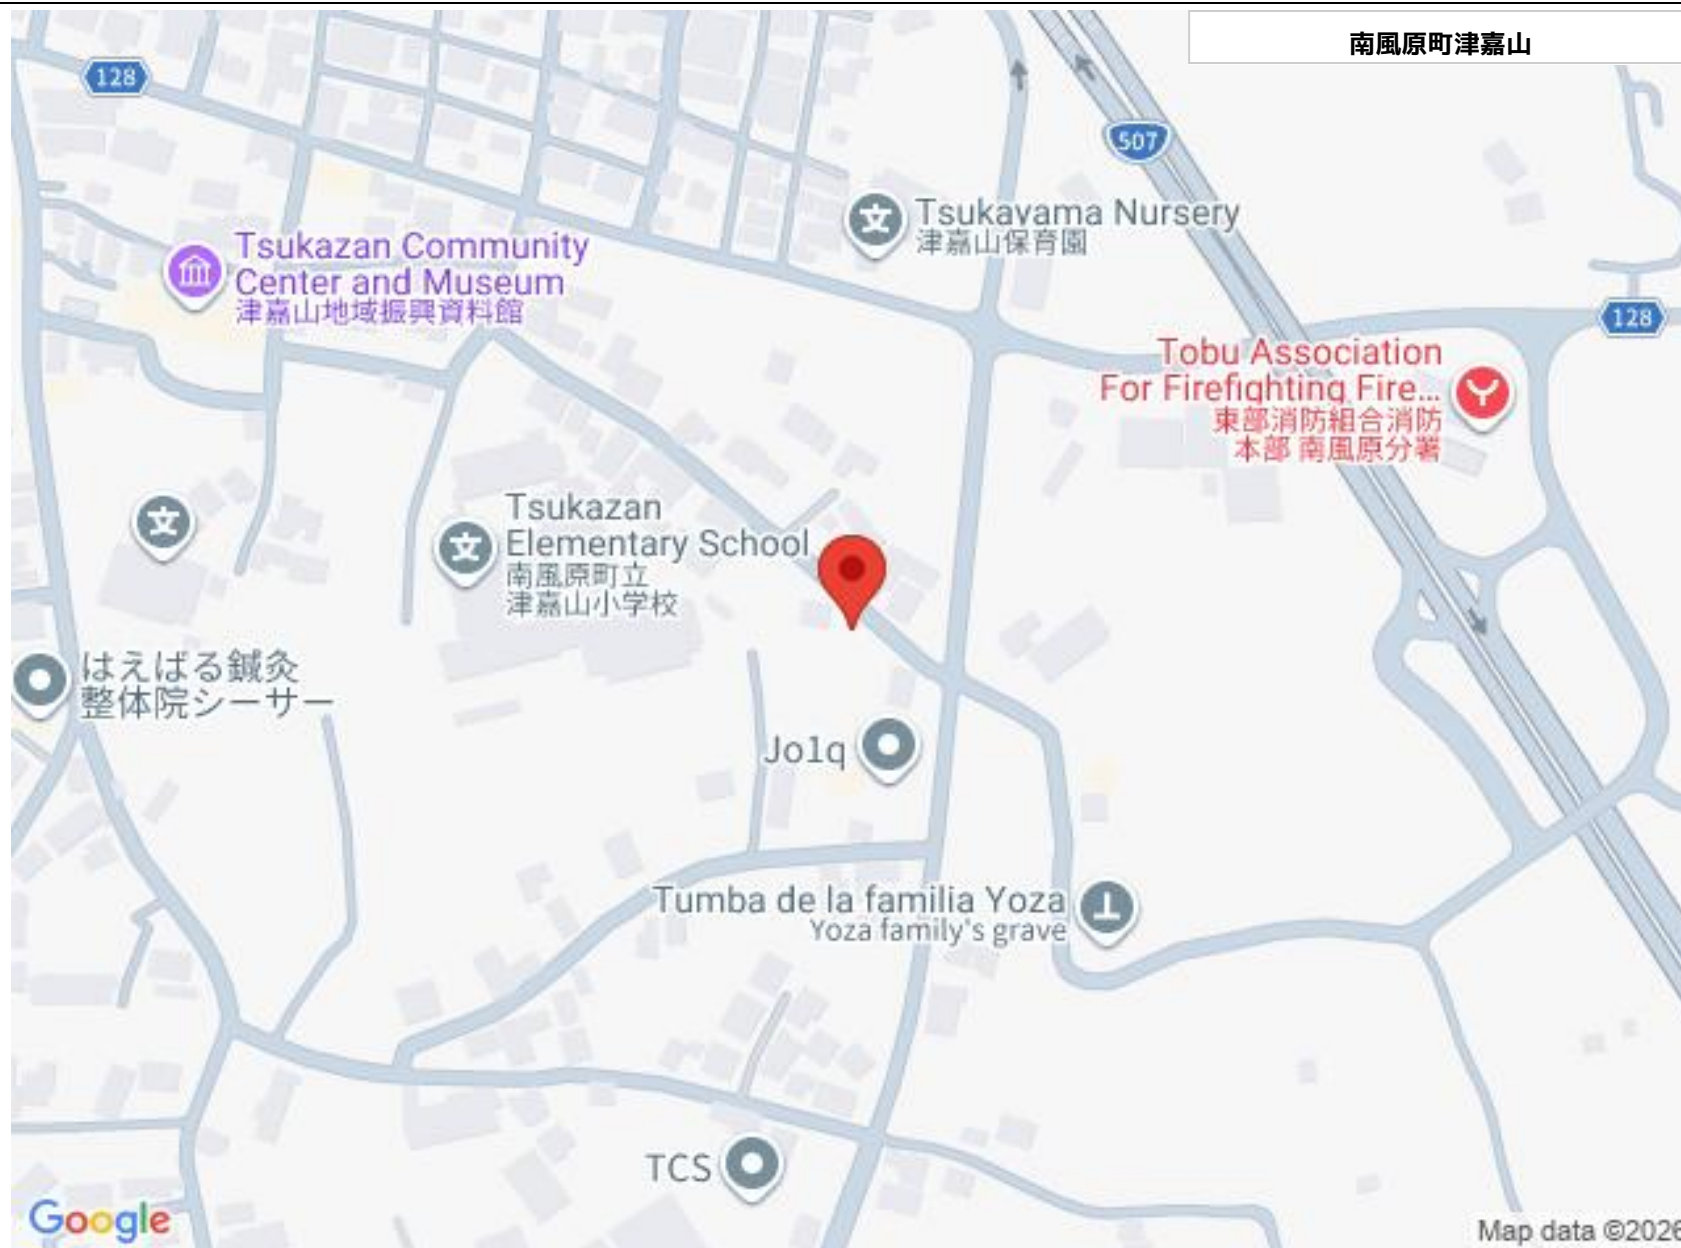 南風原町津嘉山
128
507
Tsukayama Nursery
津嘉山保育園
Tsukazan Community
Center and Museum
津嘉山地域振興資料館
128
Tobu Association
For Firefighting Fire...
東部消防組合消防
本部 南風原分署
Tsukazan
Elementary School
南風原町立
津嘉山小学校
はえばる鍼灸
整体院シーサー
Jo1q
Tumba de la familia Yoza
Yoza family's grave
TCS
Google
Map data ©2026